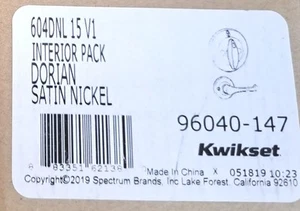 604DNL 15 V1
INTERIOR PACK
DORIAN
SATIN NICKEL
96040-147
Kwikset
Made In China X 051819 10:23
Copyright©2019 Spectrum Brands, Inc Lake Forest, California 92610